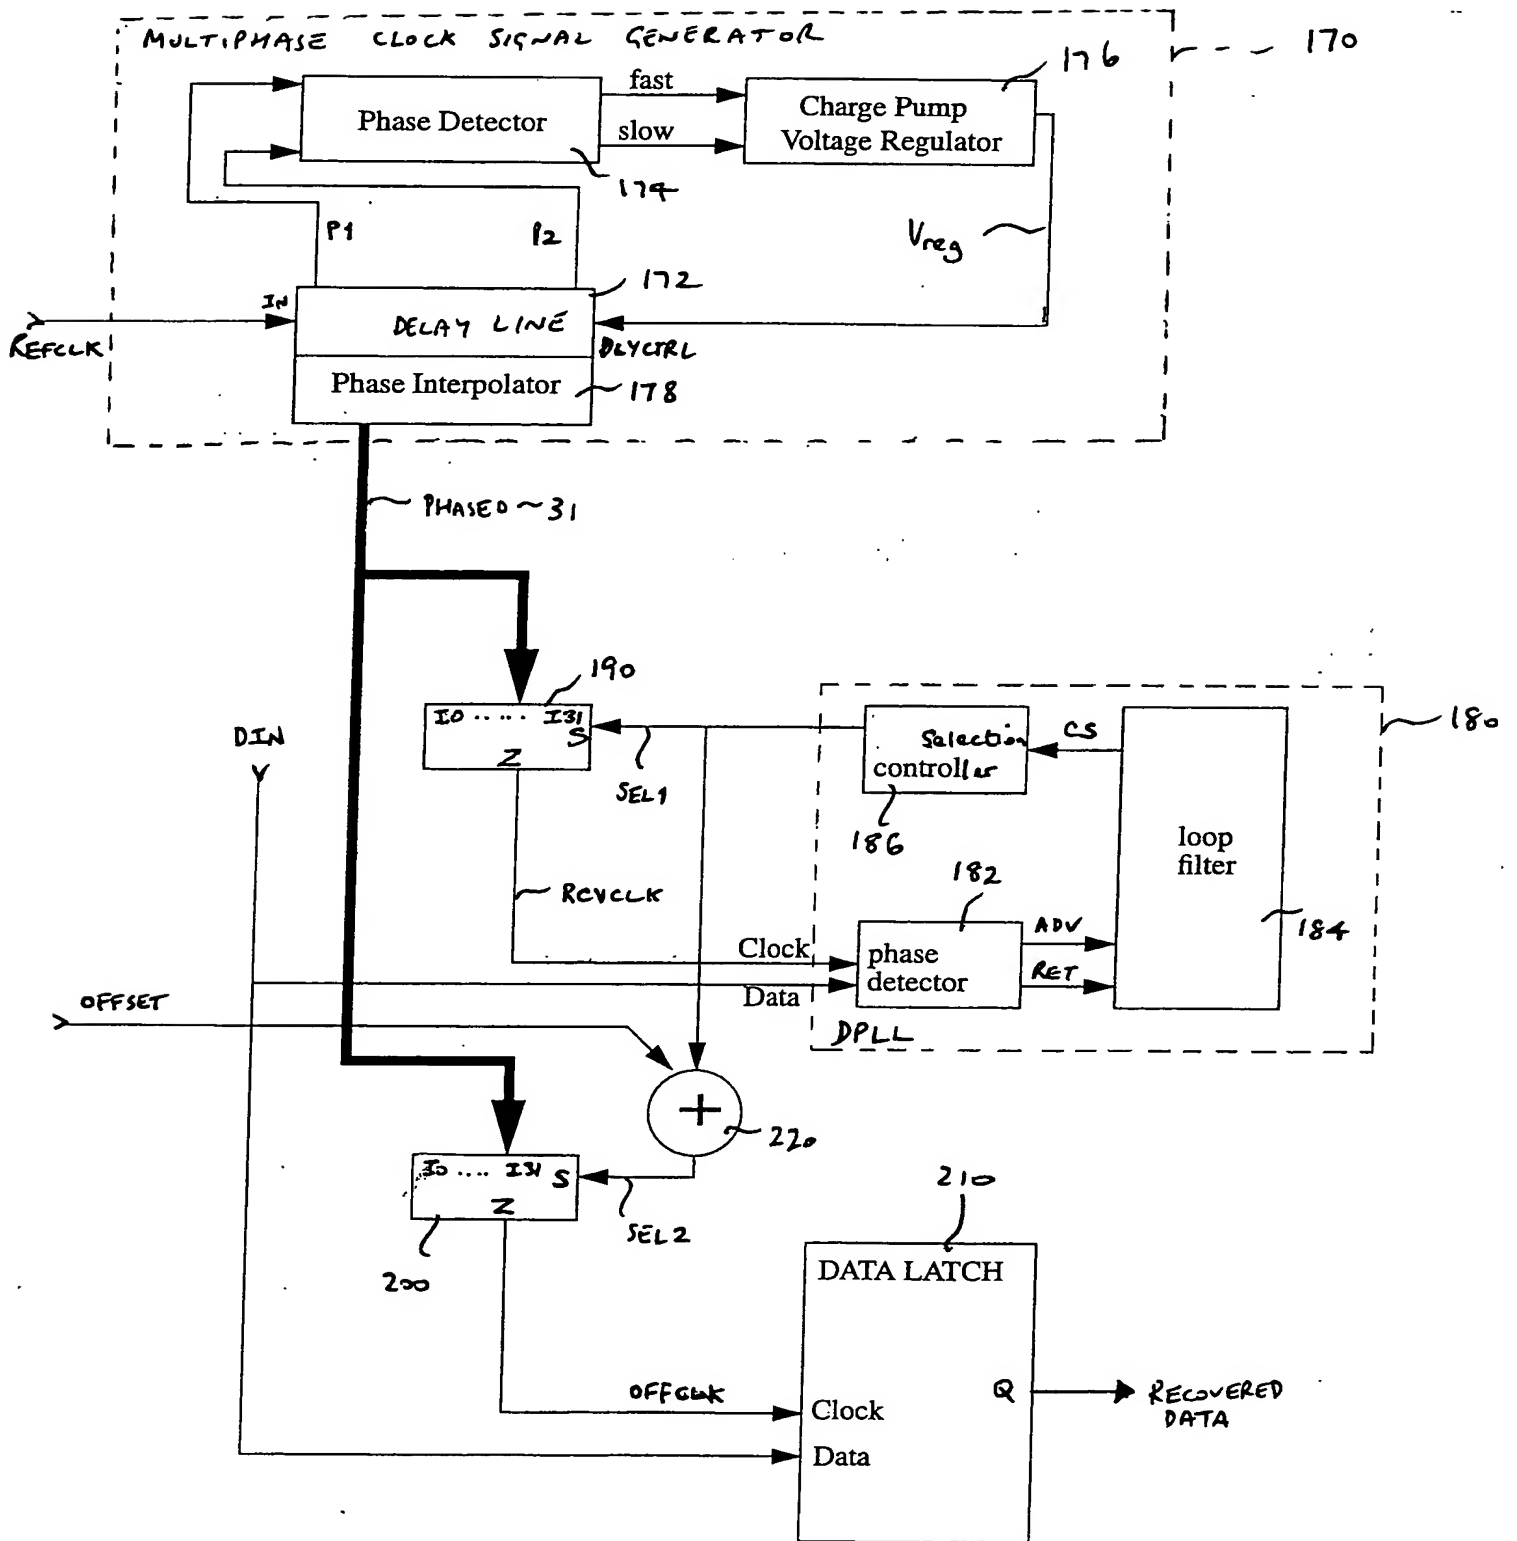 MULTIPHASE CLOCK SIGNAL GENERATOR
170
176
Phase Detector
fast
slow
Charge Pump
Voltage Regulator
174
P1
P2
Vreg
172
IN
DELAY LINE
REFCLK
DLYCTRL
Phase Interpolator
178
PHASE0~31
190
I0 ..... I31
S
Z
SEL1
Selection
controller
CS
180
186
DIN
loop
filter
RCVCLK
182
184
Clock
phase
detector
ADV
RET
Data
OFFSET
DPLL
+
220
I0 .... I31 S
Z
SEL2
200
210
DATA LATCH
OFFCLK
Clock
Q
RECOVERED
DATA
Data